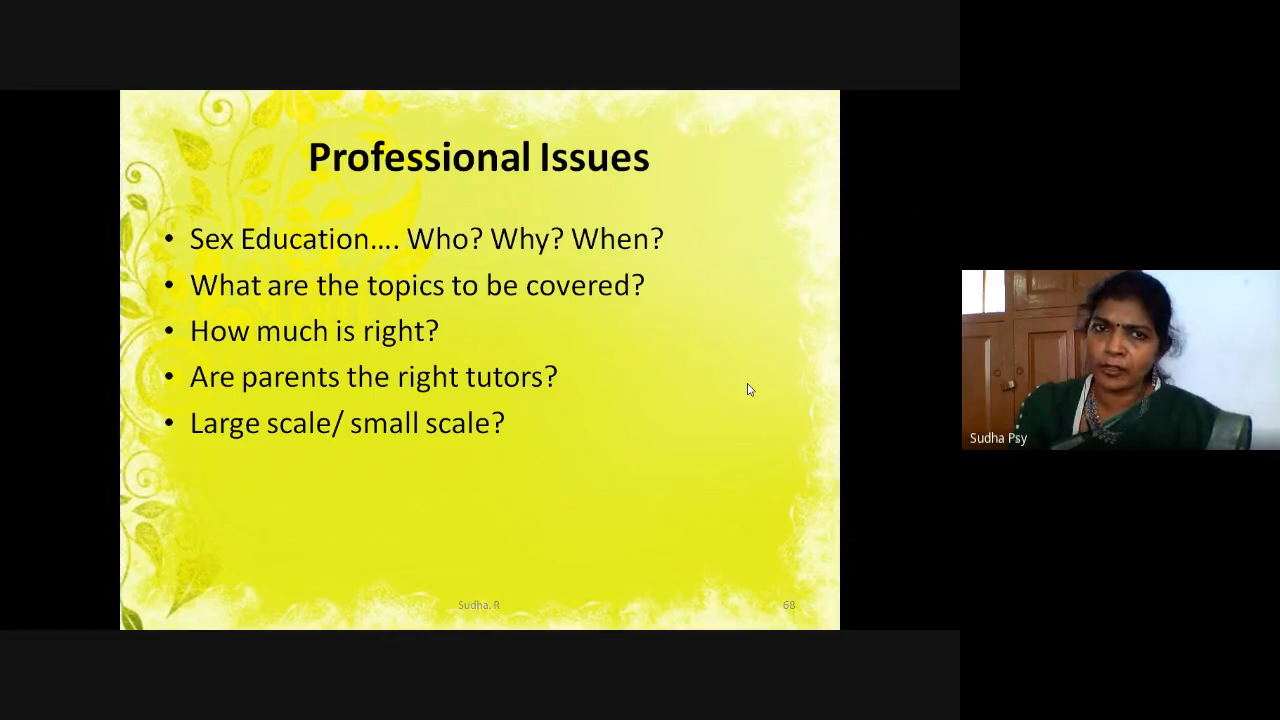 Professional Issues
• Sex Education.... Who? Why? When?
• What are the topics to be covered?
• How much is right?
• Are parents the right tutors?
• Large scale/ small scale?
Sudha. R
68
Sudha Psy